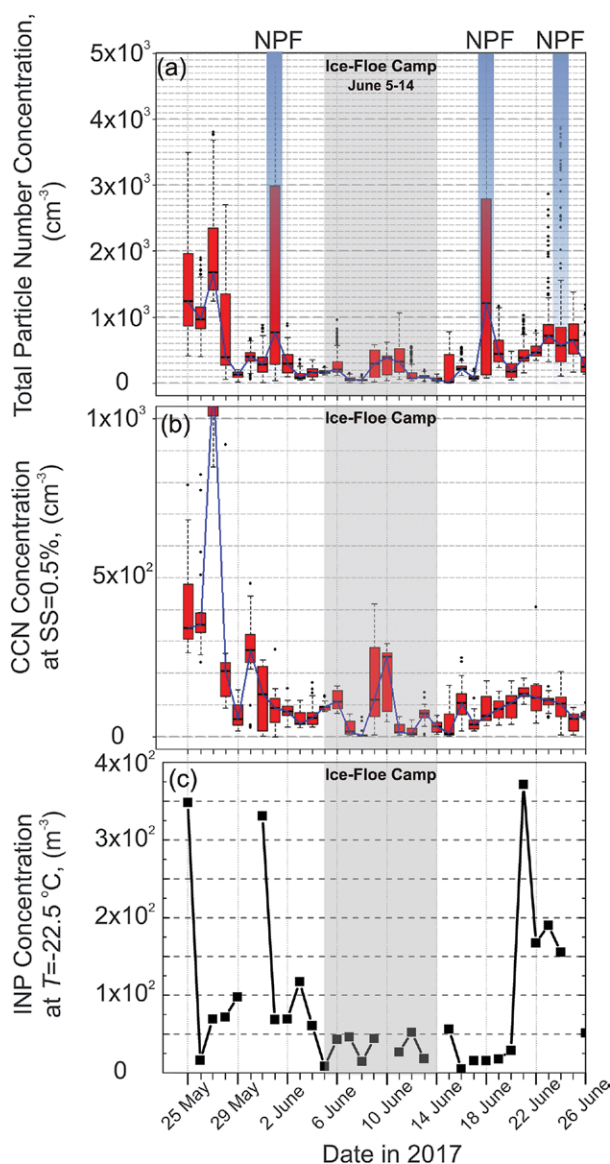 NPF NPF NPF
Total Particle Number Concentration,
(cm⁻³)
(a)
Ice-Floe Camp
June 5-14
5x10³
4x10³
3x10³
2x10³
1x10³
0
CCN Concentration
at SS=0.5%, (cm⁻³)
(b)
Ice-Floe Camp
1x10³
5x10²
0
INP Concentration
at T=-22.5 °C, (m⁻³)
(c)
Ice-Floe Camp
4x10²
3x10²
2x10²
1x10²
0
25 May 29 May 2 June 6 June 10 June 14 June 18 June 22 June 26 June
Date in 2017